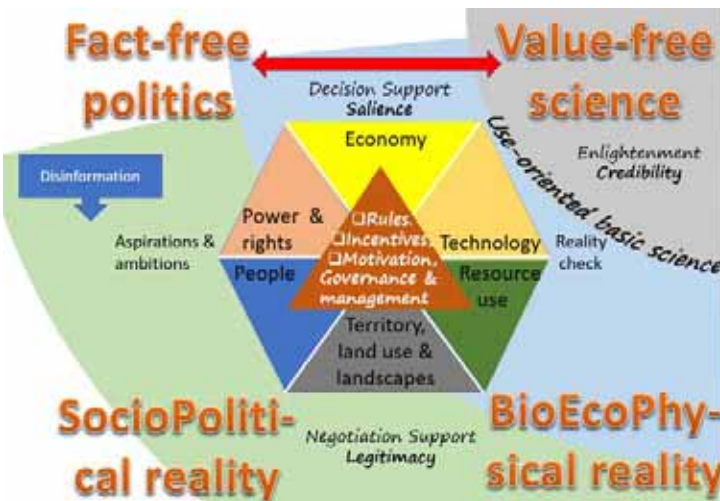 Fact-free
politics
Value-free
science
Decision Support
Salience
Economy
Use-oriented basic science
Enlightenment
Credibility
Disinformation
Power &
rights
❑Rules,
❑Incentives,
❑Motivation,
Governance &
management
Technology
Aspirations &
ambitions
Reality
check
People
Resource
use
Territory,
land use &
landscapes
SocioPoliti-
cal reality
Negotiation Support
Legitimacy
BioEcoPhy-
sical reality